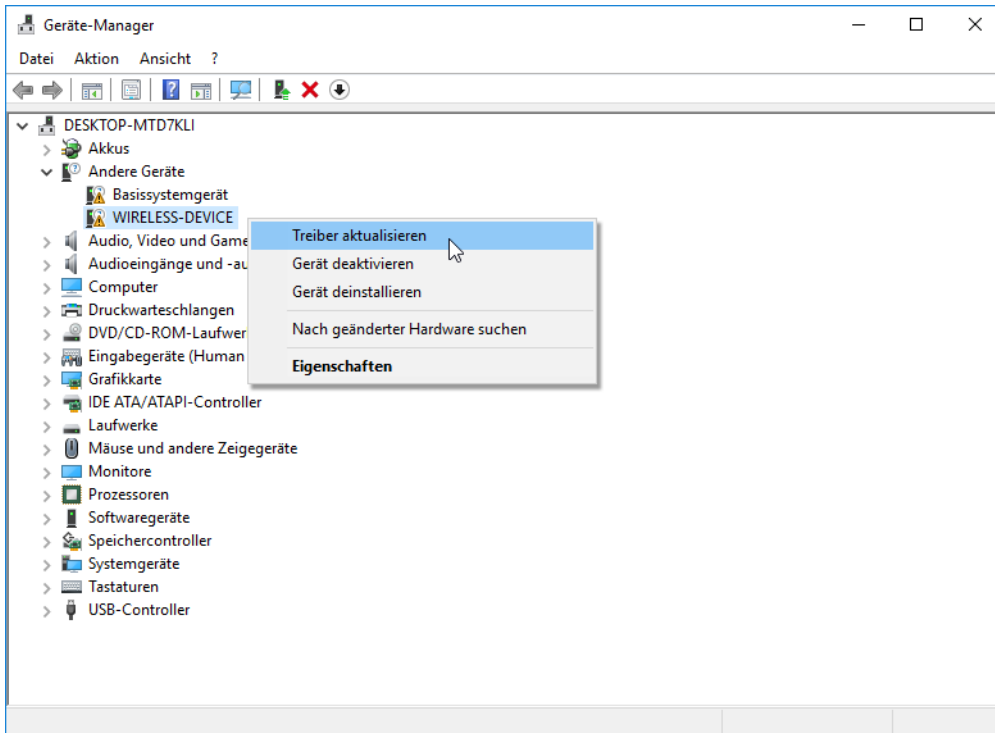 Geräte-Manager
Datei Aktion Ansicht ?
DESKTOP-MTD7KLI
Akkus
Andere Geräte
Basissystemgerät
WIRELESS-DEVICE
Audio, Video und Game
Audioeingänge und -au
Computer
Druckwarteschlangen
DVD/CD-ROM-Laufwer
Eingabegeräte (Human
Grafikkarte
IDE ATA/ATAPI-Controller
Laufwerke
Mäuse und andere Zeigegeräte
Monitore
Prozessoren
Softwaregeräte
Speichercontroller
Systemgeräte
Tastaturen
USB-Controller
Treiber aktualisieren
Gerät deaktivieren
Gerät deinstallieren
Nach geänderter Hardware suchen
Eigenschaften